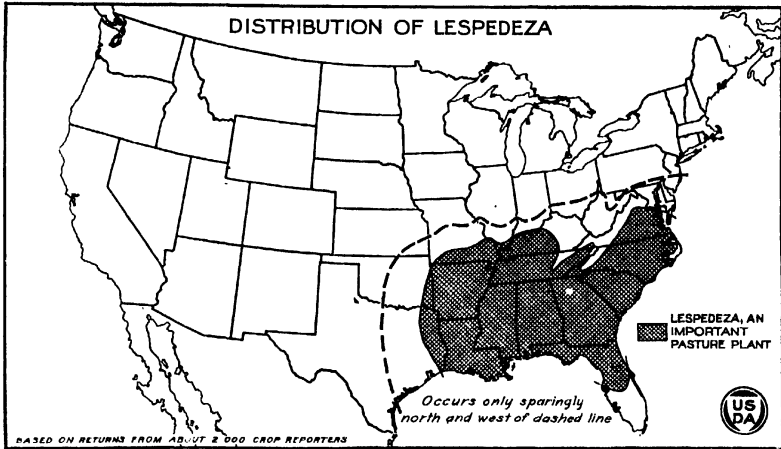 DISTRIBUTION OF LESPEDEZA
LESPEDEZA, AN
IMPORTANT
PASTURE PLANT
Occurs only sparingly
north and west of dashed line
US
DA
BASED ON RETURNS FROM ABOUT 2 000 CROP REPORTERS